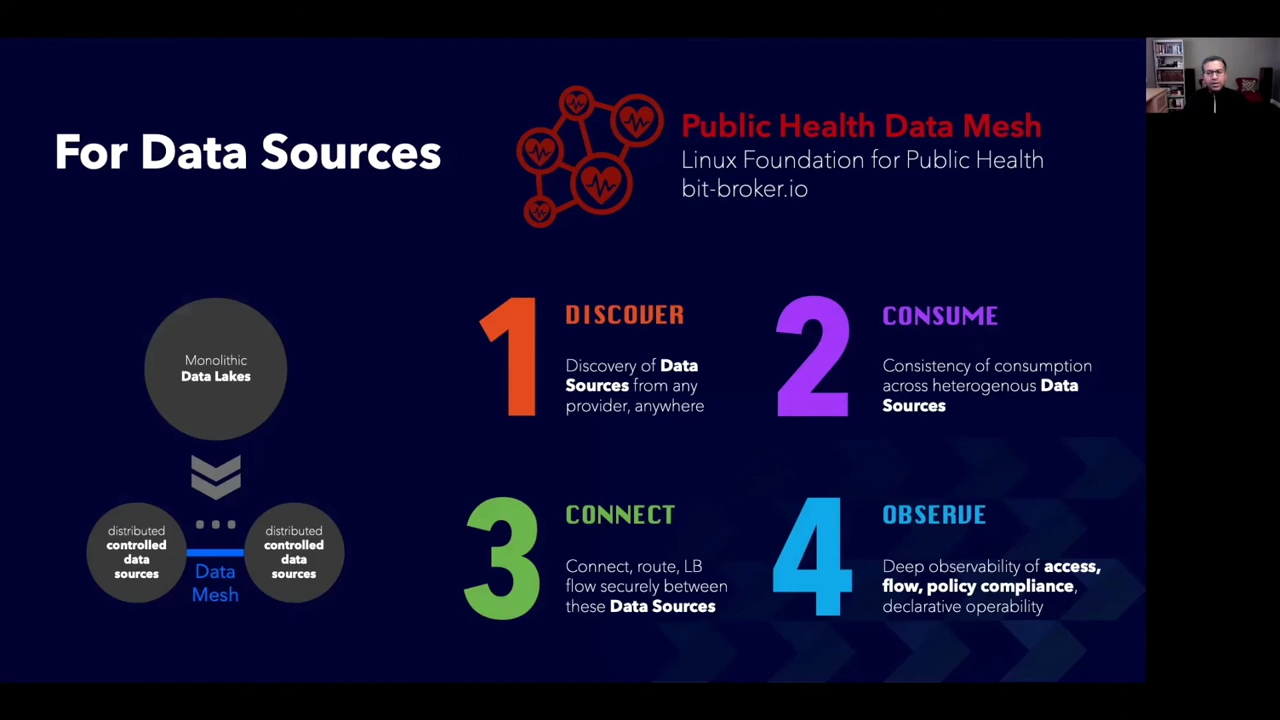 For Data Sources
Public Health Data Mesh
Linux Foundation for Public Health
bit-broker.io
Monolithic
Data Lakes
distributed
controlled
data
sources
Data
Mesh
distributed
controlled
data
sources
1
DISCOVER
Discovery of Data
Sources from any
provider, anywhere
2
CONSUME
Consistency of consumption
across heterogenous Data
Sources
3
CONNECT
Connect, route, LB
flow securely between
these Data Sources
4
OBSERVE
Deep observability of access,
flow, policy compliance,
declarative operability